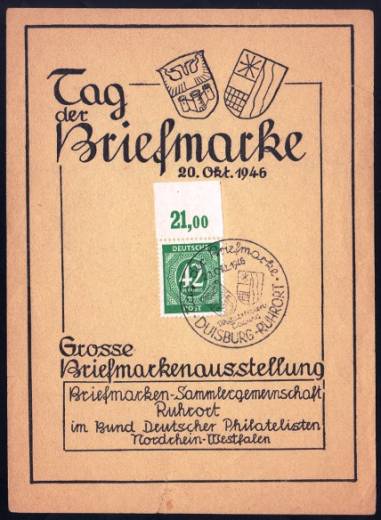 Tag
der
Briefmarke
20. Okt. 1946
21,00
DEUTSCHE
42
POST
Briefmarke
DUISBURG-RUHRORT
Grosse
Briefmarkenausstellung
Briefmarken-Sammlergemeinschaft
Ruhrort
im Bund Deutscher Philatelisten
Nordrhein-Westfalen